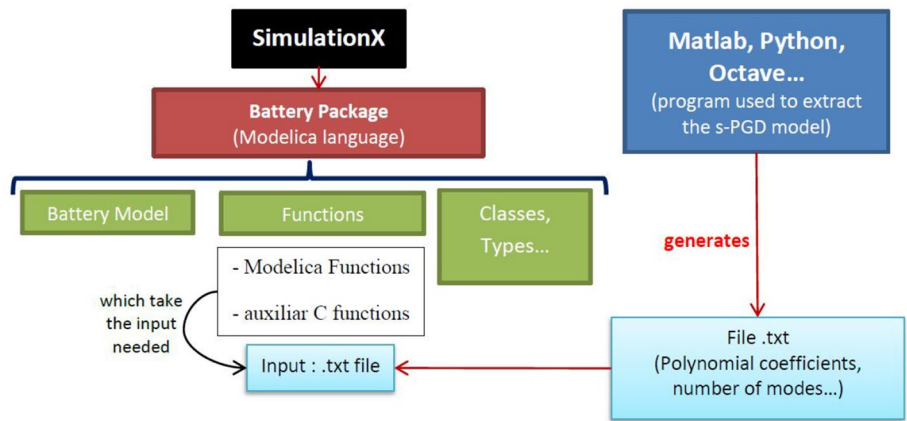 SimulationX
Battery Package
(Modelica language)
Battery Model
Functions
Classes,
Types…
- Modelica Functions
- auxiliar C functions
which take
the input
needed
Input : .txt file
Matlab, Python,
Octave…
(program used to extract
the s-PGD model)
generates
File .txt
(Polynomial coefficients,
number of modes…)